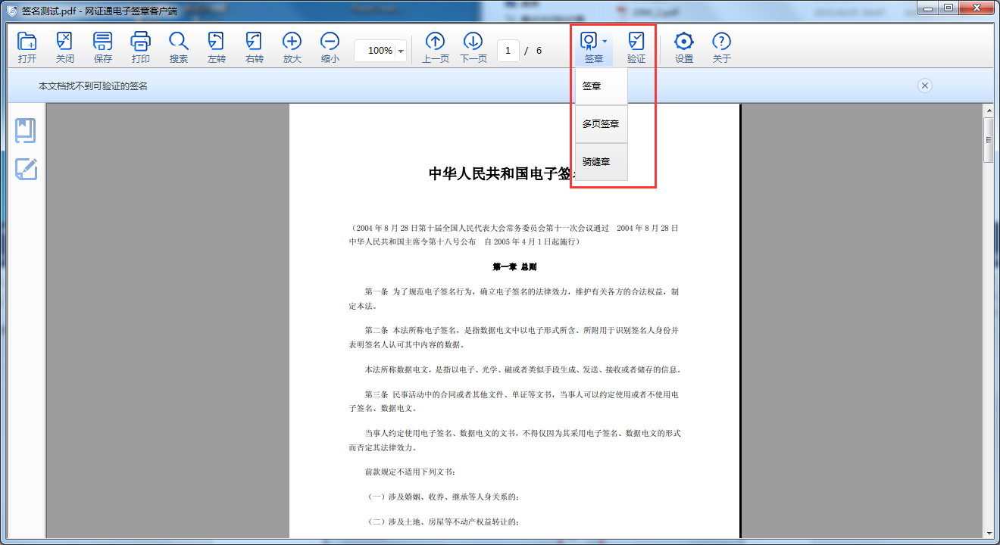 签名测试.pdf - 网证通电子签章客户端
打开 关闭 保存 打印 搜索 左转 右转 放大 缩小 100% 上一页 下一页 1 / 6 签章 验证 设置 关于
本文档找不到可验证的签名
签章
多页签章
骑缝章
中华人民共和国电子签
（2004 年 8 月 28 日第十届全国人民代表大会常务委员会第十一次会议通过　2004 年 8 月 28 日
中华人民共和国主席令第十八号公布　自 2005 年 4 月 1 日起施行）
第一章 总则
第一条 为了规范电子签名行为，确立电子签名的法律效力，维护有关各方的合法权益，制
定本法。
第二条 本法所称电子签名，是指数据电文中以电子形式所含、所附用于识别签名人身份并
表明签名人认可其中内容的数据。
本法所称数据电文，是指以电子、光学、磁或者类似手段生成、发送、接收或者储存的信息。
第三条 民事活动中的合同或者其他文件、单证等文书，当事人可以约定使用或者不使用电
子签名、数据电文。
当事人约定使用电子签名、数据电文的文书，不得仅因为其采用电子签名、数据电文的形式
而否定其法律效力。
前款规定不适用下列文书：
（一）涉及婚姻、收养、继承等人身关系的；
（二）涉及土地、房屋等不动产权益转让的；